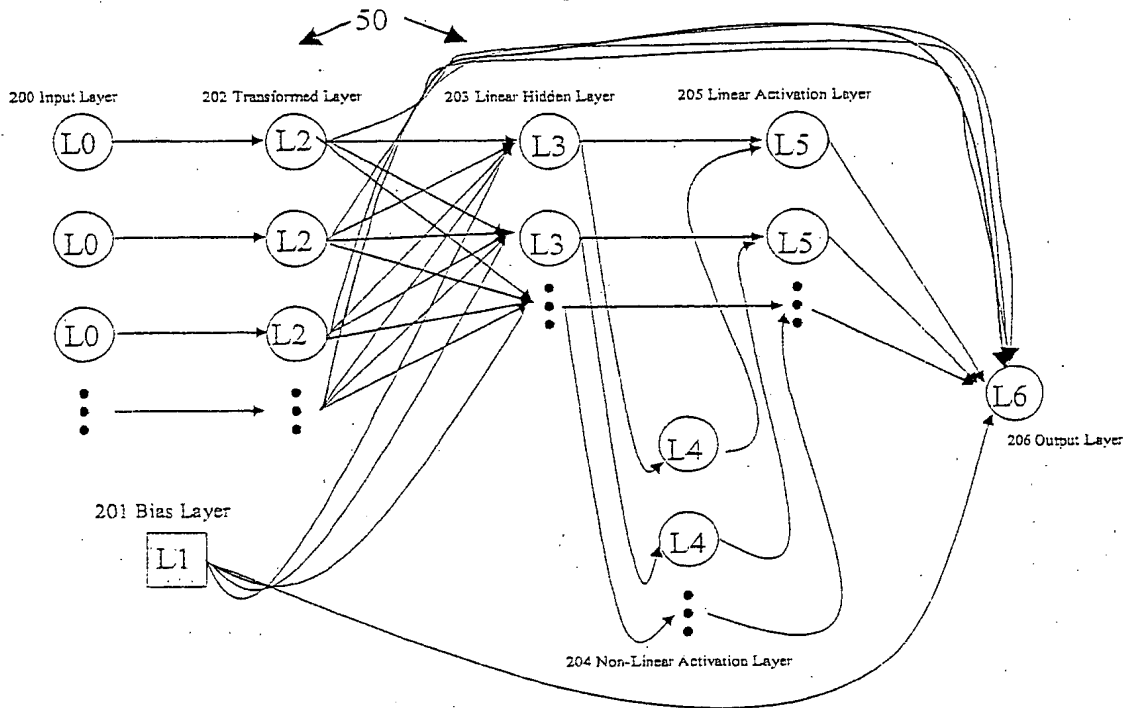 50
200 Input Layer
202 Transformed Layer
203 Linear Hidden Layer
205 Linear Activation Layer
L0
L2
L3
L5
L0
L2
L3
L5
L0
L2
L6
206 Output Layer
L4
201 Bias Layer
L1
L4
204 Non-Linear Activation Layer